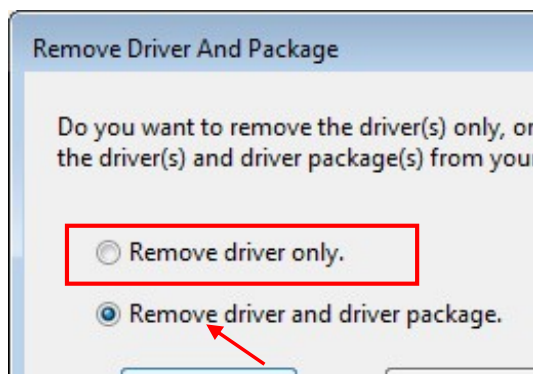 Remove Driver And Package
Do you want to remove the driver(s) only, or
the driver(s) and driver package(s) from your
Remove driver only.
Remove driver and driver package.